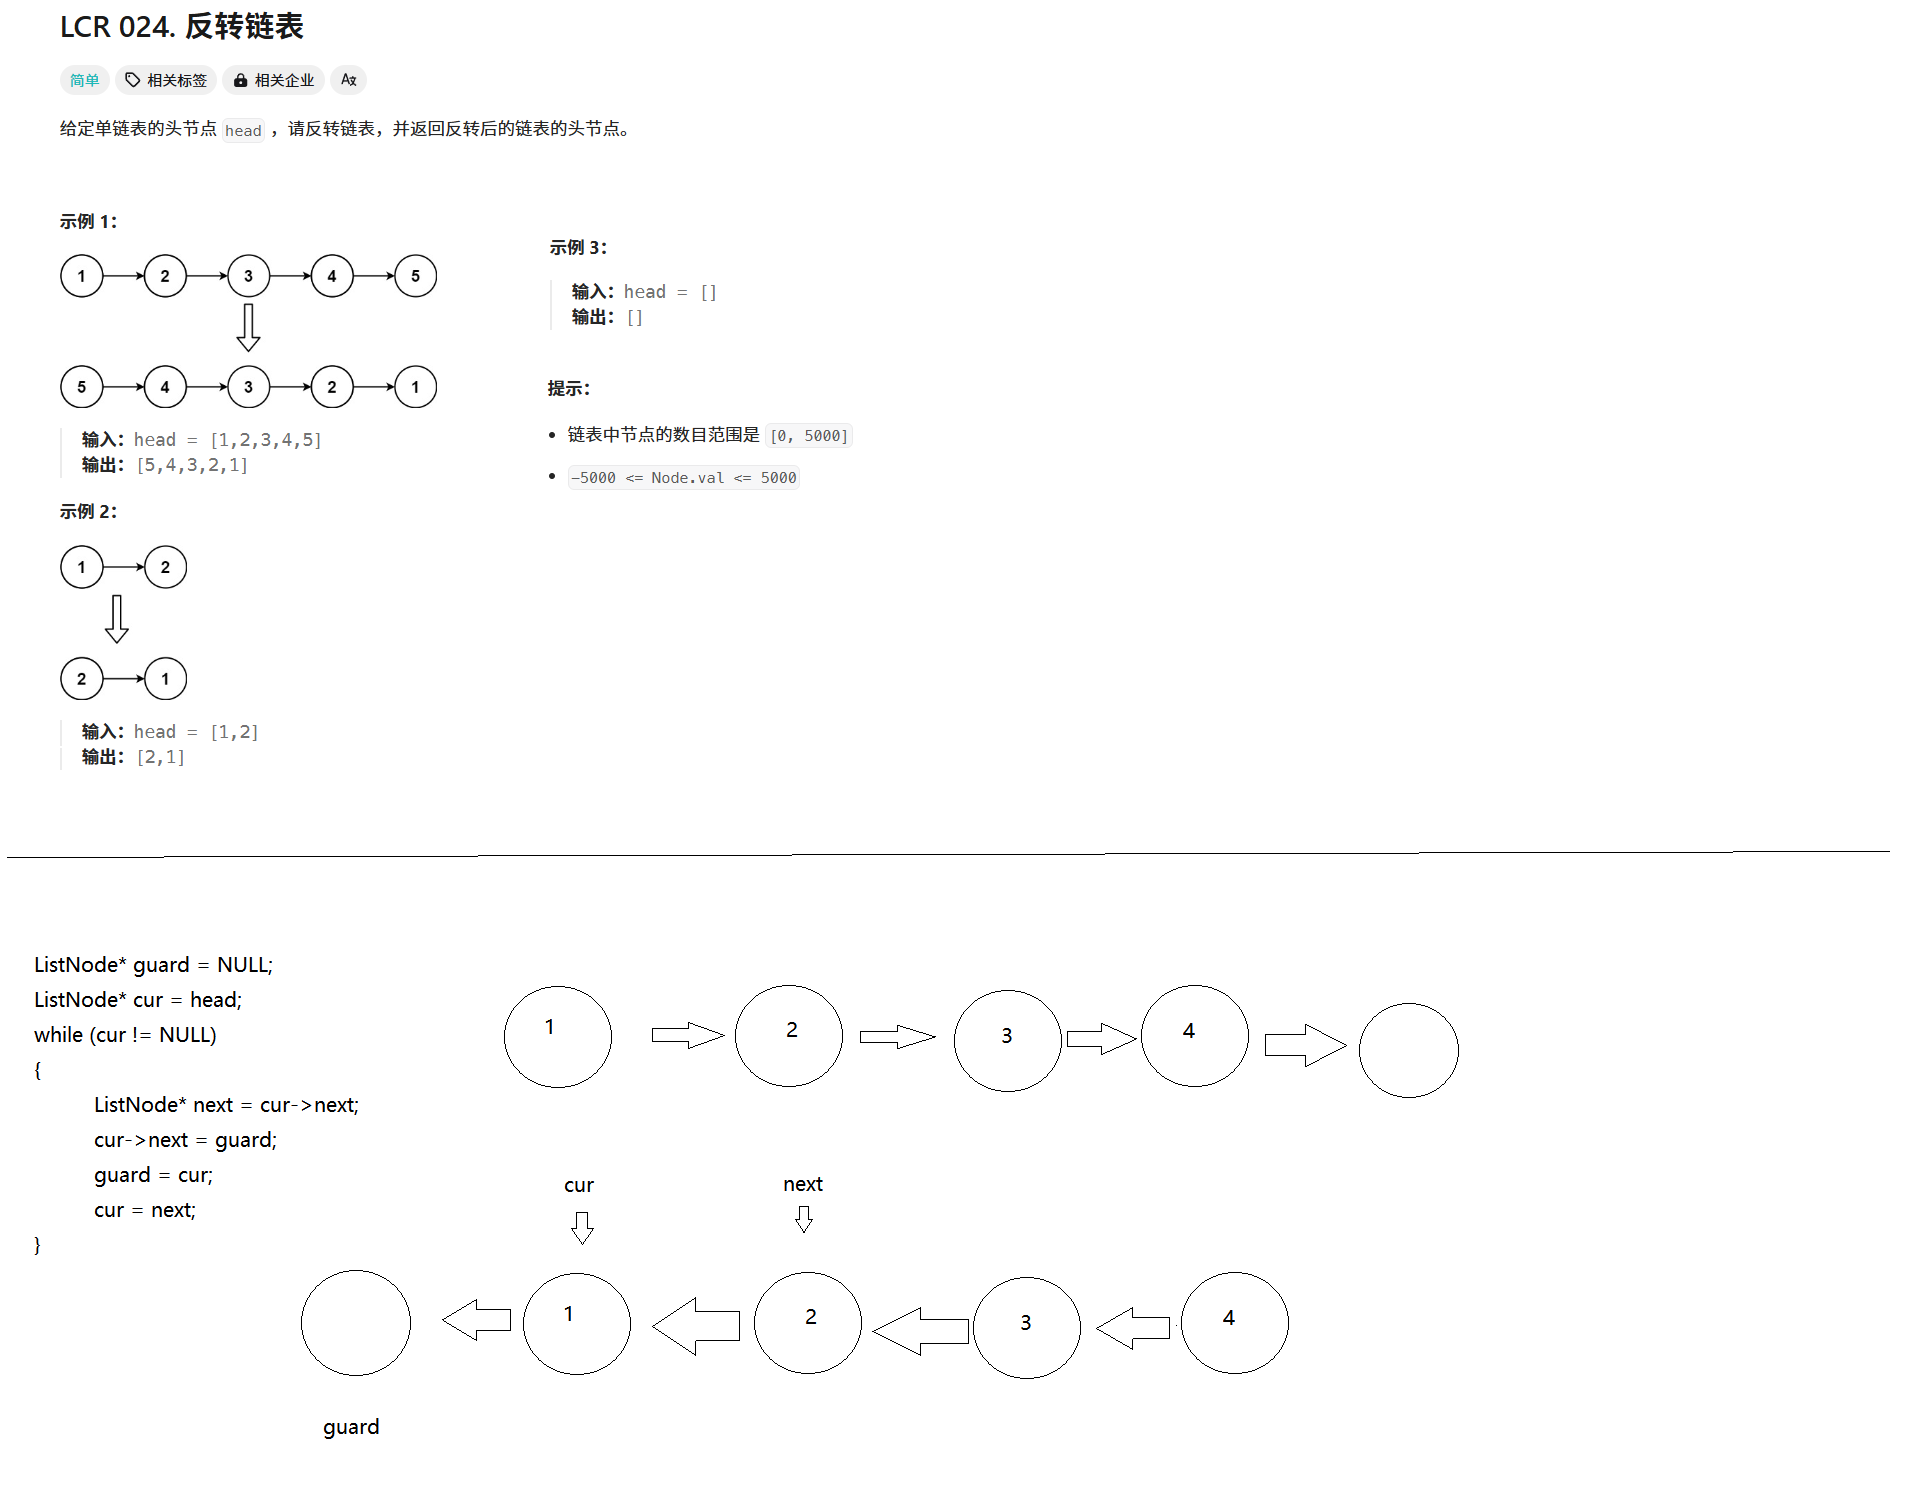 LCR 024. 反转链表
简单 相关标签 相关企业
给定单链表的头节点 head ，请反转链表，并返回反转后的链表的头节点。
示例 1：
1 2 3 4 5
5 4 3 2 1
输入：head = [1,2,3,4,5]
输出：[5,4,3,2,1]
示例 2：
1 2
2 1
输入：head = [1,2]
输出：[2,1]
示例 3：
输入：head = []
输出：[]
提示：
• 链表中节点的数目范围是 [0, 5000]
• -5000 <= Node.val <= 5000
ListNode* guard = NULL;
ListNode* cur = head;
while (cur != NULL)
{
ListNode* next = cur->next;
cur->next = guard;
guard = cur;
cur = next;
}
1 2 3 4
cur next
1 2 3 4
guard